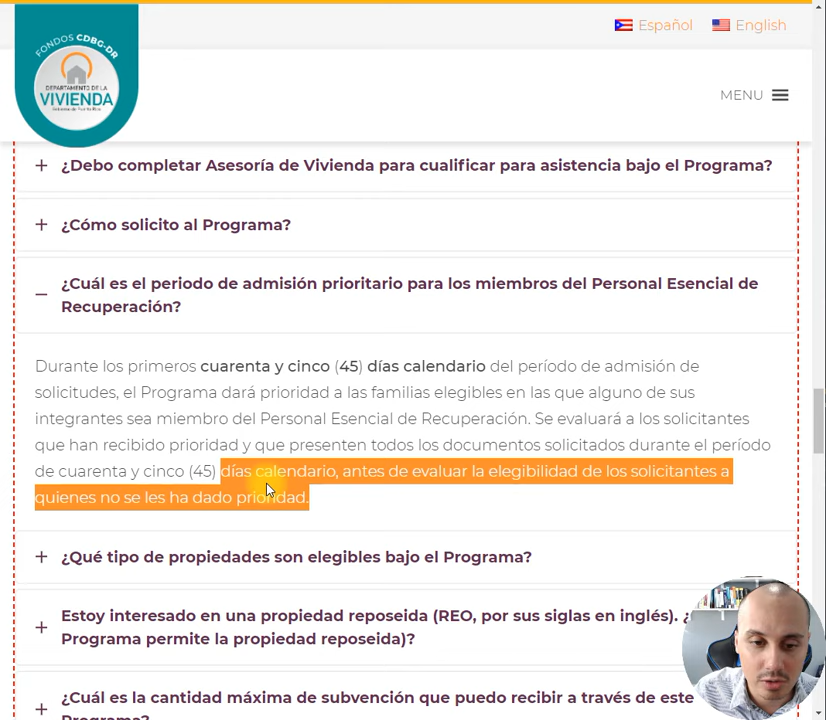 Español
English
FONDOS CDBG-DR
DEPARTAMENTO DE LA
VIVIENDA
MENU
¿Debo completar Asesoría de Vivienda para cualificar para asistencia bajo el Programa?
¿Cómo solicito al Programa?
¿Cuál es el periodo de admisión prioritario para los miembros del Personal Esencial de
Recuperación?
Durante los primeros cuarenta y cinco (45) días calendario del período de admisión de
solicitudes, el Programa dará prioridad a las familias elegibles en las que alguno de sus
integrantes sea miembro del Personal Esencial de Recuperación. Se evaluará a los solicitantes
que han recibido prioridad y que presenten todos los documentos solicitados durante el período
de cuarenta y cinco (45) días calendario, antes de evaluar la elegibilidad de los solicitantes a
quienes no se les ha dado prioridad.
¿Qué tipo de propiedades son elegibles bajo el Programa?
Estoy interesado en una propiedad reposeida (REO, por sus siglas en inglés). ¿
Programa permite la propiedad reposeida)?
¿Cuál es la cantidad máxima de subvención que puedo recibir a través de este
Programa?